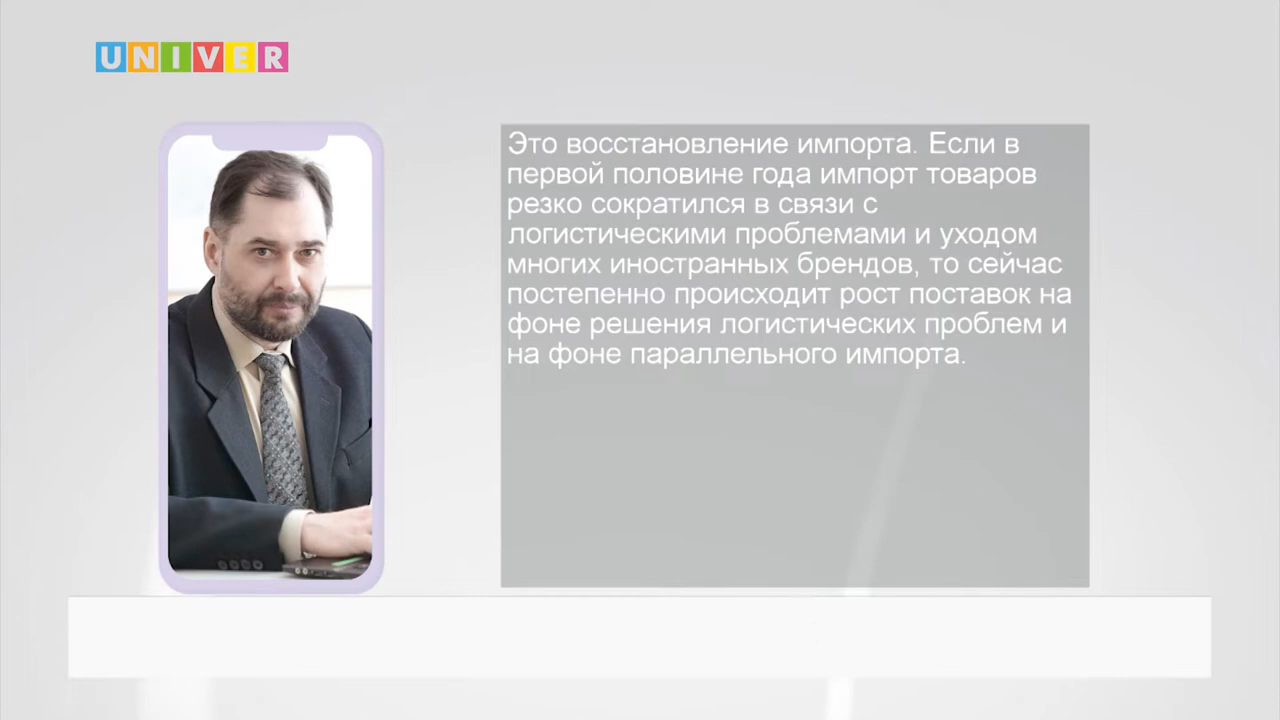 UNIVER
Это восстановление импорта. Если в
первой половине года импорт товаров
резко сократился в связи с
логистическими проблемами и уходом
многих иностранных брендов, то сейчас
постепенно происходит рост поставок на
фоне решения логистических проблем и
на фоне параллельного импорта.